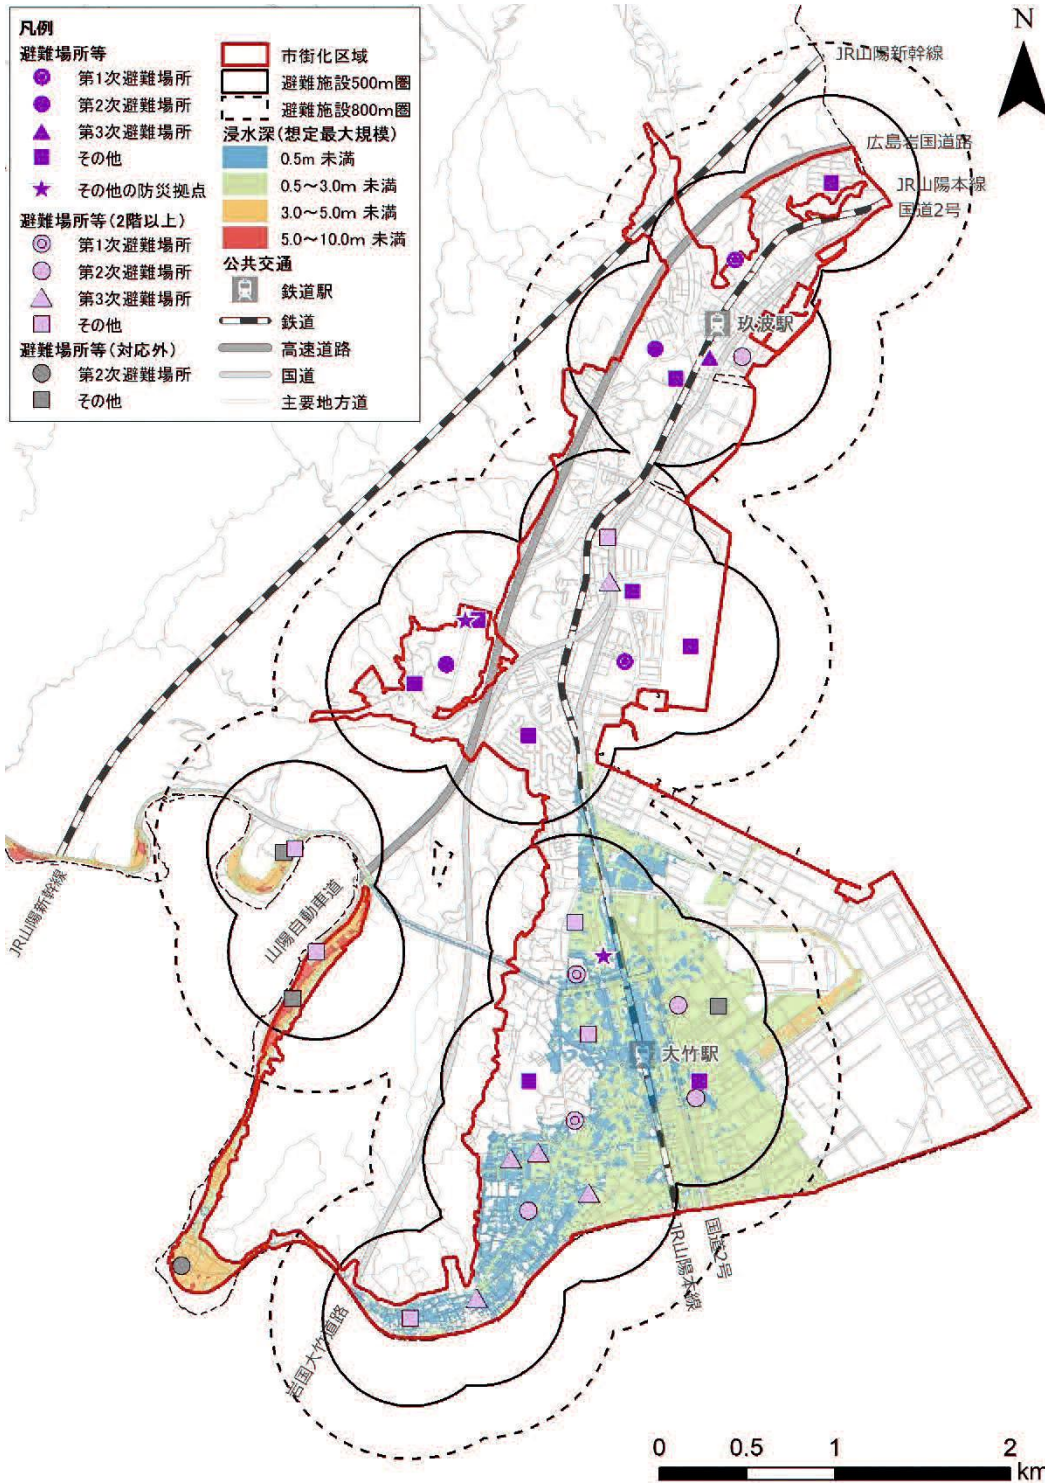 凡例
避難場所等
第1次避難場所
第2次避難場所
第3次避難場所
その他
その他の防災拠点
避難場所等(2階以上)
第1次避難場所
第2次避難場所
第3次避難場所
その他
避難場所等(対応外)
第2次避難場所
その他
市街化区域
避難施設500m圏
避難施設800m圏
浸水深(想定最大規模)
0.5m 未満
0.5～3.0m 未満
3.0～5.0m 未満
5.0～10.0m 未満
公共交通
鉄道駅
鉄道
高速道路
国道
主要地方道
N
JR山陽新幹線
広島岩国道路
JR山陽本線
国道2号
玖波駅
JR山陽新幹線
山陽自動車道
大竹駅
岩国大竹道路
JR山陽本線
国道2号
0 0.5 1 2
km